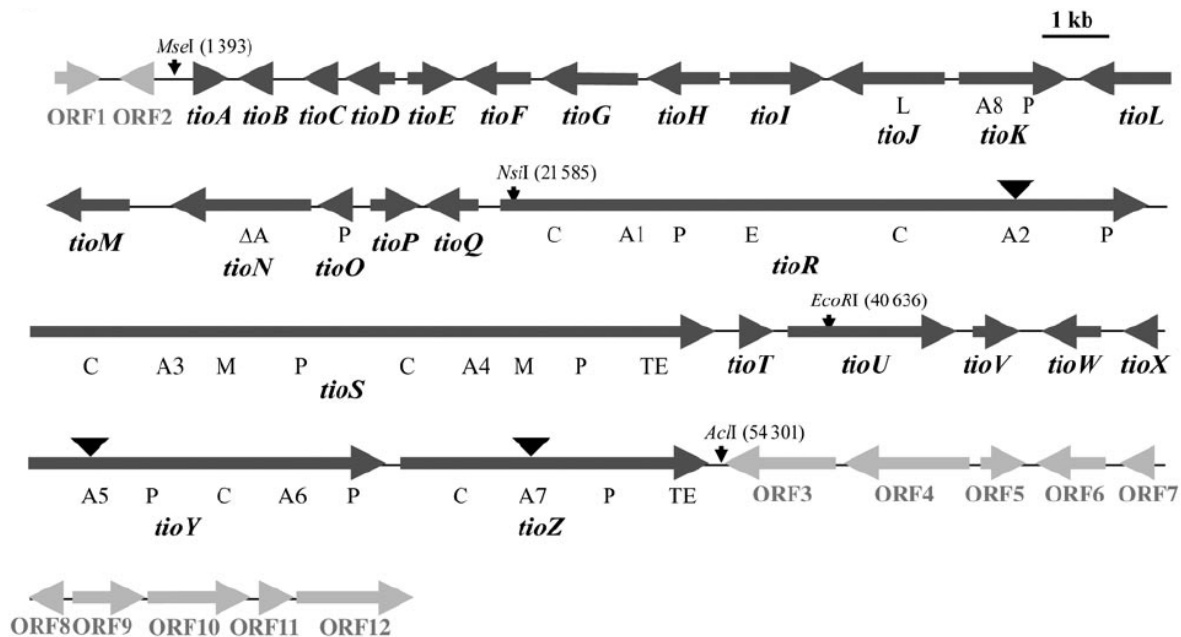 1 kb
MseI (1 393)
ORF1 ORF2 tioA tioB tioC tioD tioE tioF tioG tioH tioI L tioJ A8 P tioK tioL
NsiI (21 585)
tioM ΔA tioN P tioO tioP tioQ C A1 P E C A2 P
tioR
EcoRI (40 636)
C A3 M P C A4 M P TE tioT tioU tioV tioW tioX
tioS
AclI (54 301)
A5 P C A6 P C A7 P TE ORF3 ORF4 ORF5 ORF6 ORF7
tioY tioZ
ORF8 ORF9 ORF10 ORF11 ORF12